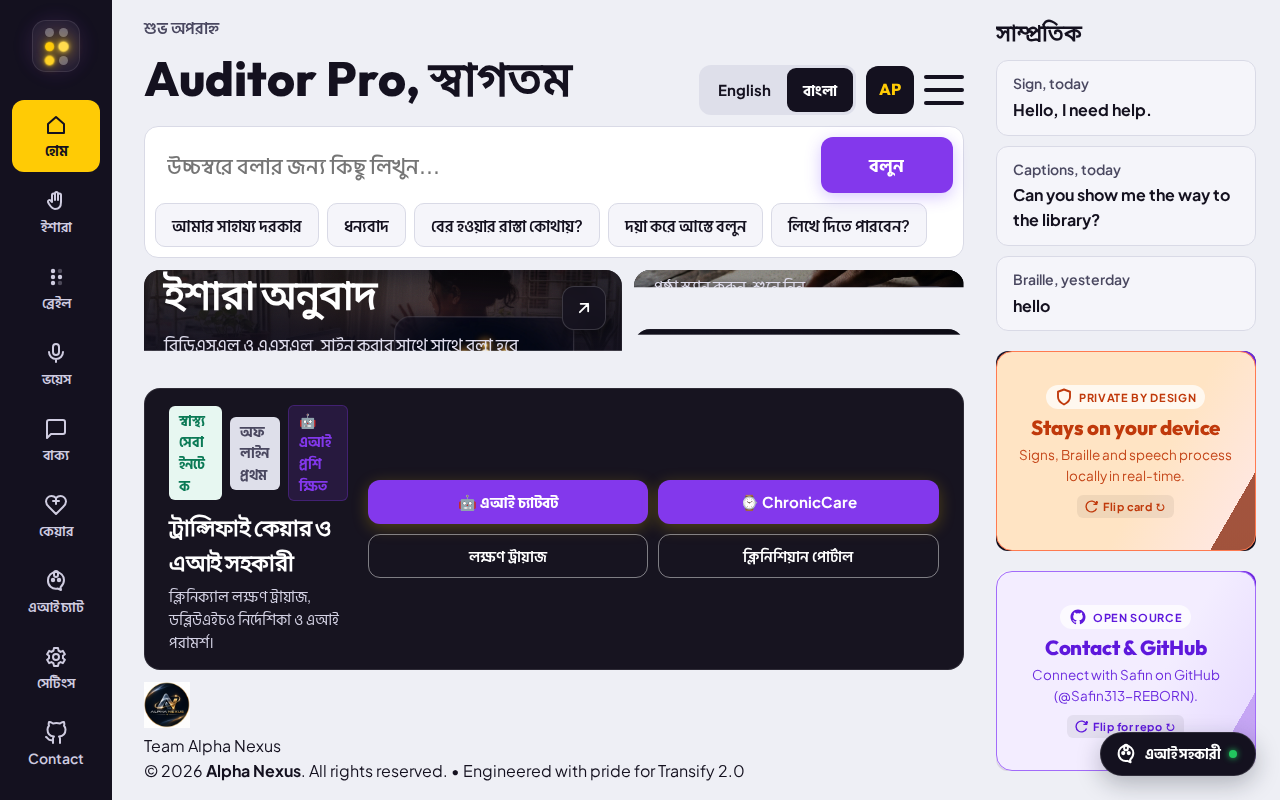 হোম
ইশারা
ব্রেইল
ভয়েস
বাক্য
কেয়ার
এআই চ্যাট
সেটিংস
Contact
শুভ অপরাহ্ন
Auditor Pro, স্বাগতম
English
বাংলা
AP
উচ্চস্বরে বলার জন্য কিছু লিখুন...
বলুন
আমার সাহায্য দরকার
ধন্যবাদ
বের হওয়ার রাস্তা কোথায়?
দয়া করে আস্তে বলুন
লিখে দিতে পারবেন?
ইশারা অনুবাদ
বিডিএসএল ও এএসএল, সাইন করার সাথে সাথে বলা হবে
স্বাস্থ্য
সেবা
ইনটে
ক
অফ
লাইন
প্রথম
এআই
প্রশি
ক্ষিত
ট্রান্সিফাই কেয়ার ও
এআই সহকারী
ক্লিনিক্যাল লক্ষণ ট্রায়াজ,
ডব্লিউএইচও নির্দেশিকা ও এআই
পরামর্শ।
🤖 এআই চ্যাটবট
⌚ ChronicCare
লক্ষণ ট্রায়াজ
ক্লিনিশিয়ান পোর্টাল
Team Alpha Nexus
© 2026 Alpha Nexus. All rights reserved. • Engineered with pride for Transify 2.0
সাম্প্রতিক
Sign, today
Hello, I need help.
Captions, today
Can you show me the way to
the library?
Braille, yesterday
hello
PRIVATE BY DESIGN
Stays on your device
Signs, Braille and speech process
locally in real-time.
Flip card ↻
OPEN SOURCE
Contact & GitHub
Connect with Safin on GitHub
(@Safin313-REBORN).
Flip for repo ↻
এআই সহকারী